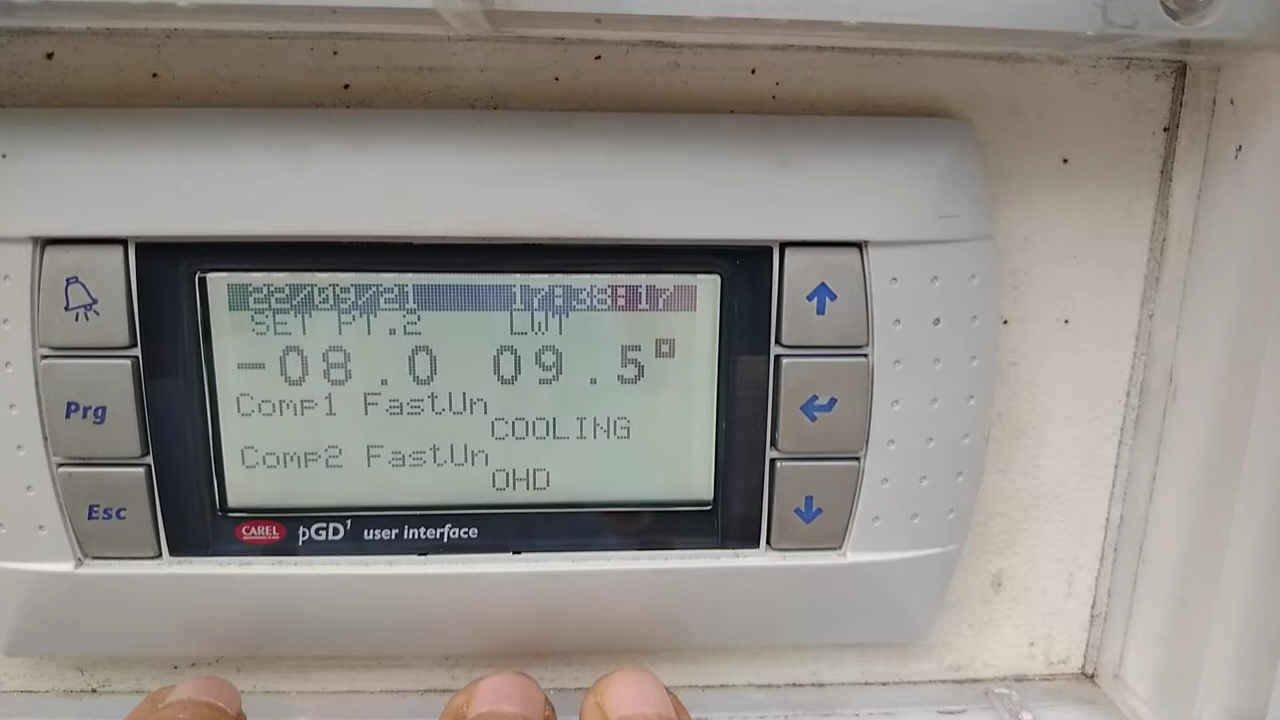 SET PT.2 LWT
-08.0 09.5°
Comp1 FastUn
COOLING
Prg
Comp2 FastUn
OHD
Esc
CAREL pGD1 user interface